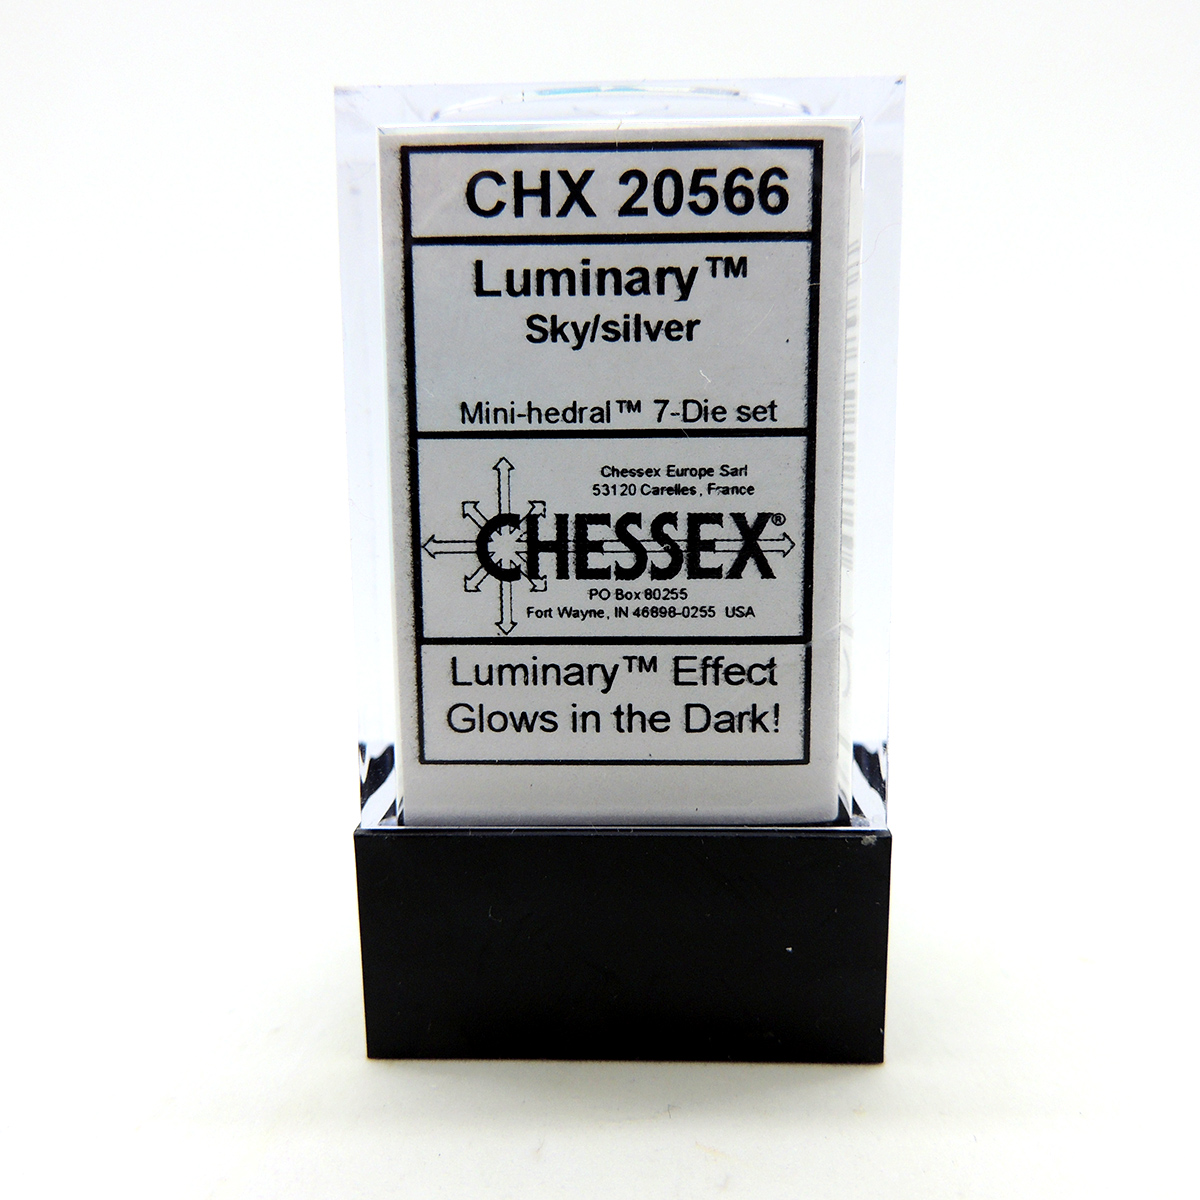 CHX 20566
Luminary™
Sky/silver
Mini-hedral™ 7-Die set
Chessex Europe Sarl
53120 Carelles, France
CHESSEX®
PO Box 80255
Fort Wayne, IN 46898-0255 USA
Luminary™ Effect
Glows in the Dark!